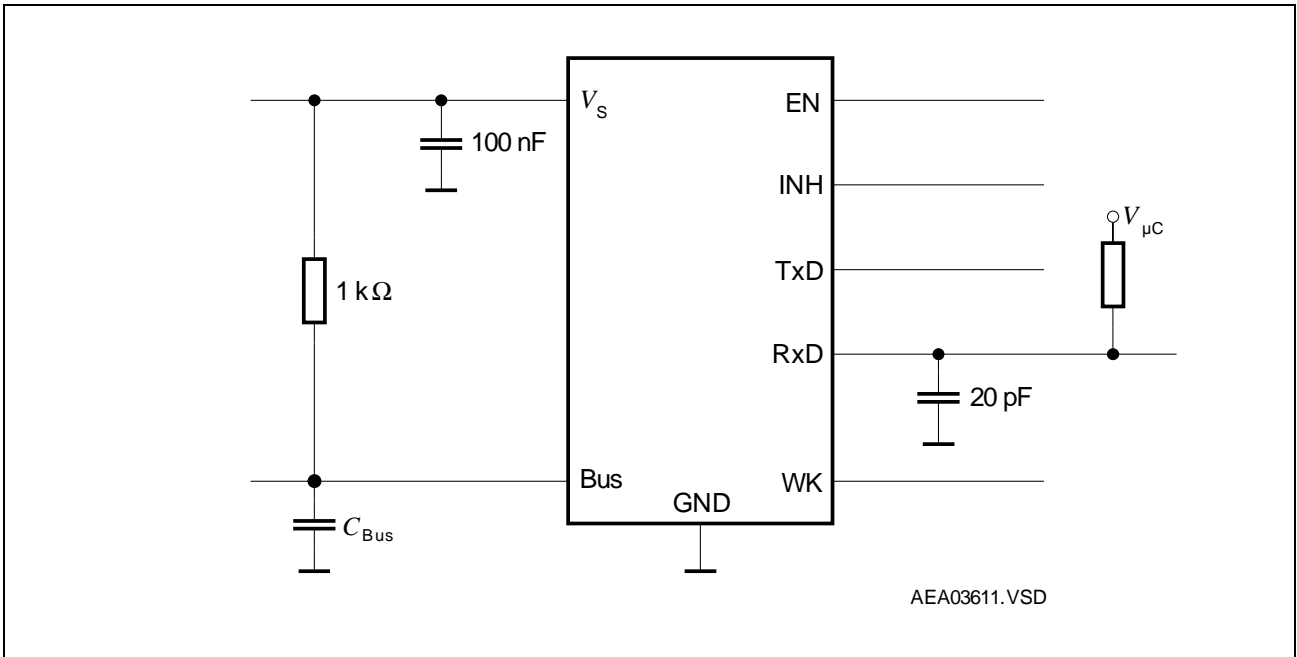 V_S
EN
100 nF
INH
V_µC
TxD
1 kΩ
RxD
20 pF
Bus
WK
GND
C_Bus
AEA03611.VSD